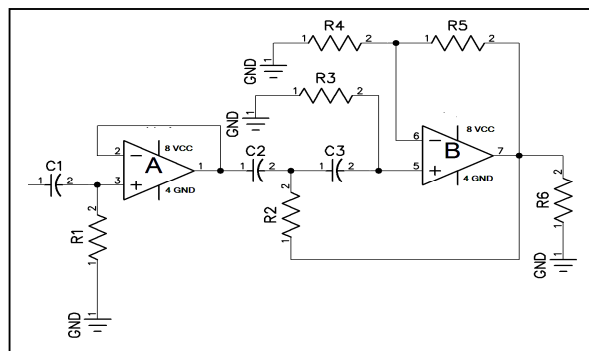 R4
R5
1 2 1 2
GND
R3
1 2
GND
6 8 VCC
B 7
5
4 GND
2 8 VCC
A 1
3
4 GND
C1
1 2
C2
1 2
C3
1 2
2
R1
1
GND
2
R2
1
2
R6
1
GND